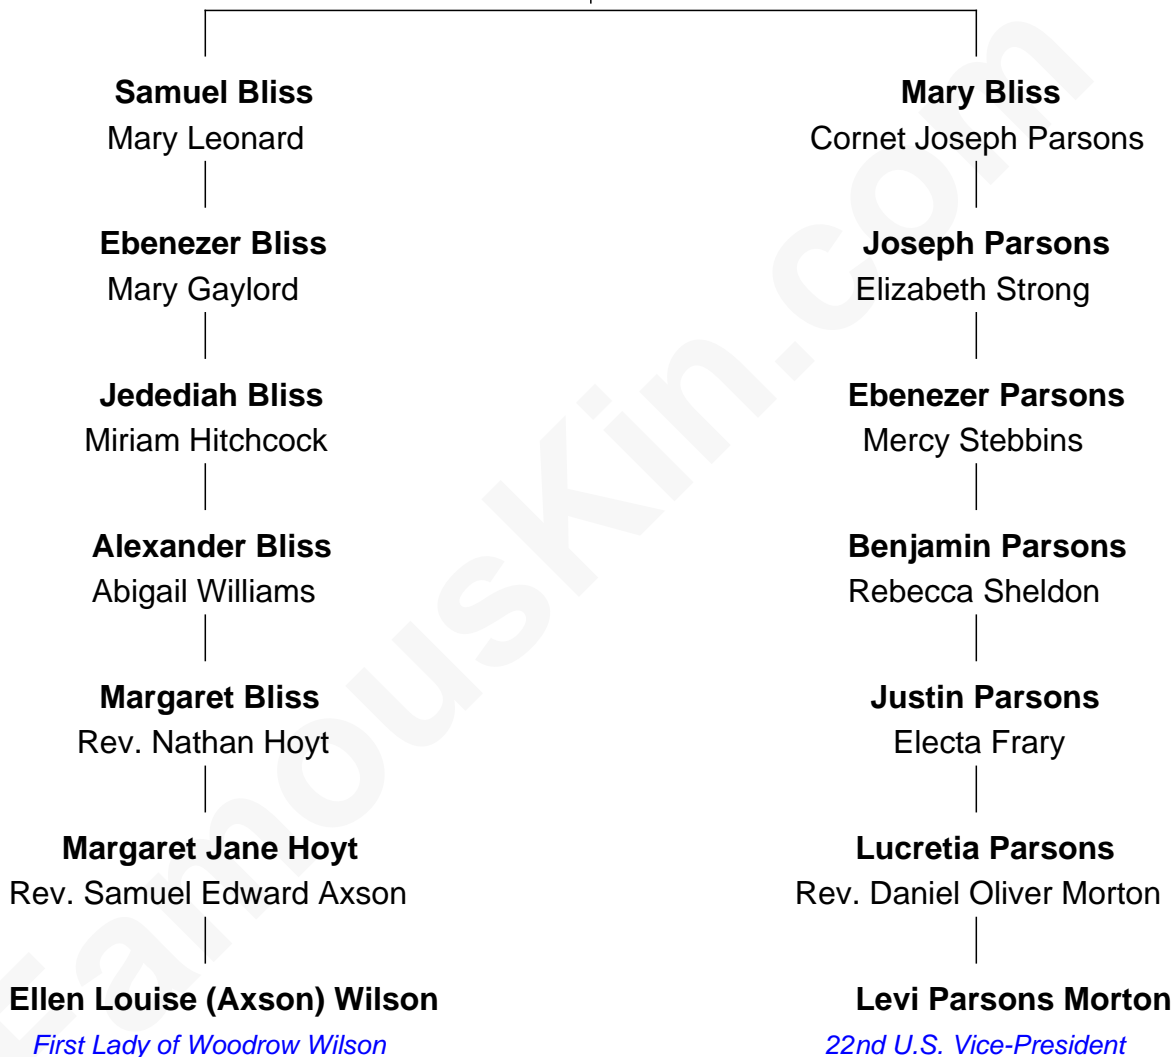 Samuel Bliss
Mary Leonard
Ebenezer Bliss
Mary Gaylord
Jedediah Bliss
Miriam Hitchcock
Alexander Bliss
Abigail Williams
Margaret Bliss
Rev. Nathan Hoyt
Margaret Jane Hoyt
Rev. Samuel Edward Axson
Ellen Louise (Axson) Wilson
First Lady of Woodrow Wilson
Mary Bliss
Cornet Joseph Parsons
Joseph Parsons
Elizabeth Strong
Ebenezer Parsons
Mercy Stebbins
Benjamin Parsons
Rebecca Sheldon
Justin Parsons
Electa Frary
Lucretia Parsons
Rev. Daniel Oliver Morton
Levi Parsons Morton
22nd U.S. Vice-President
FamousKin.com